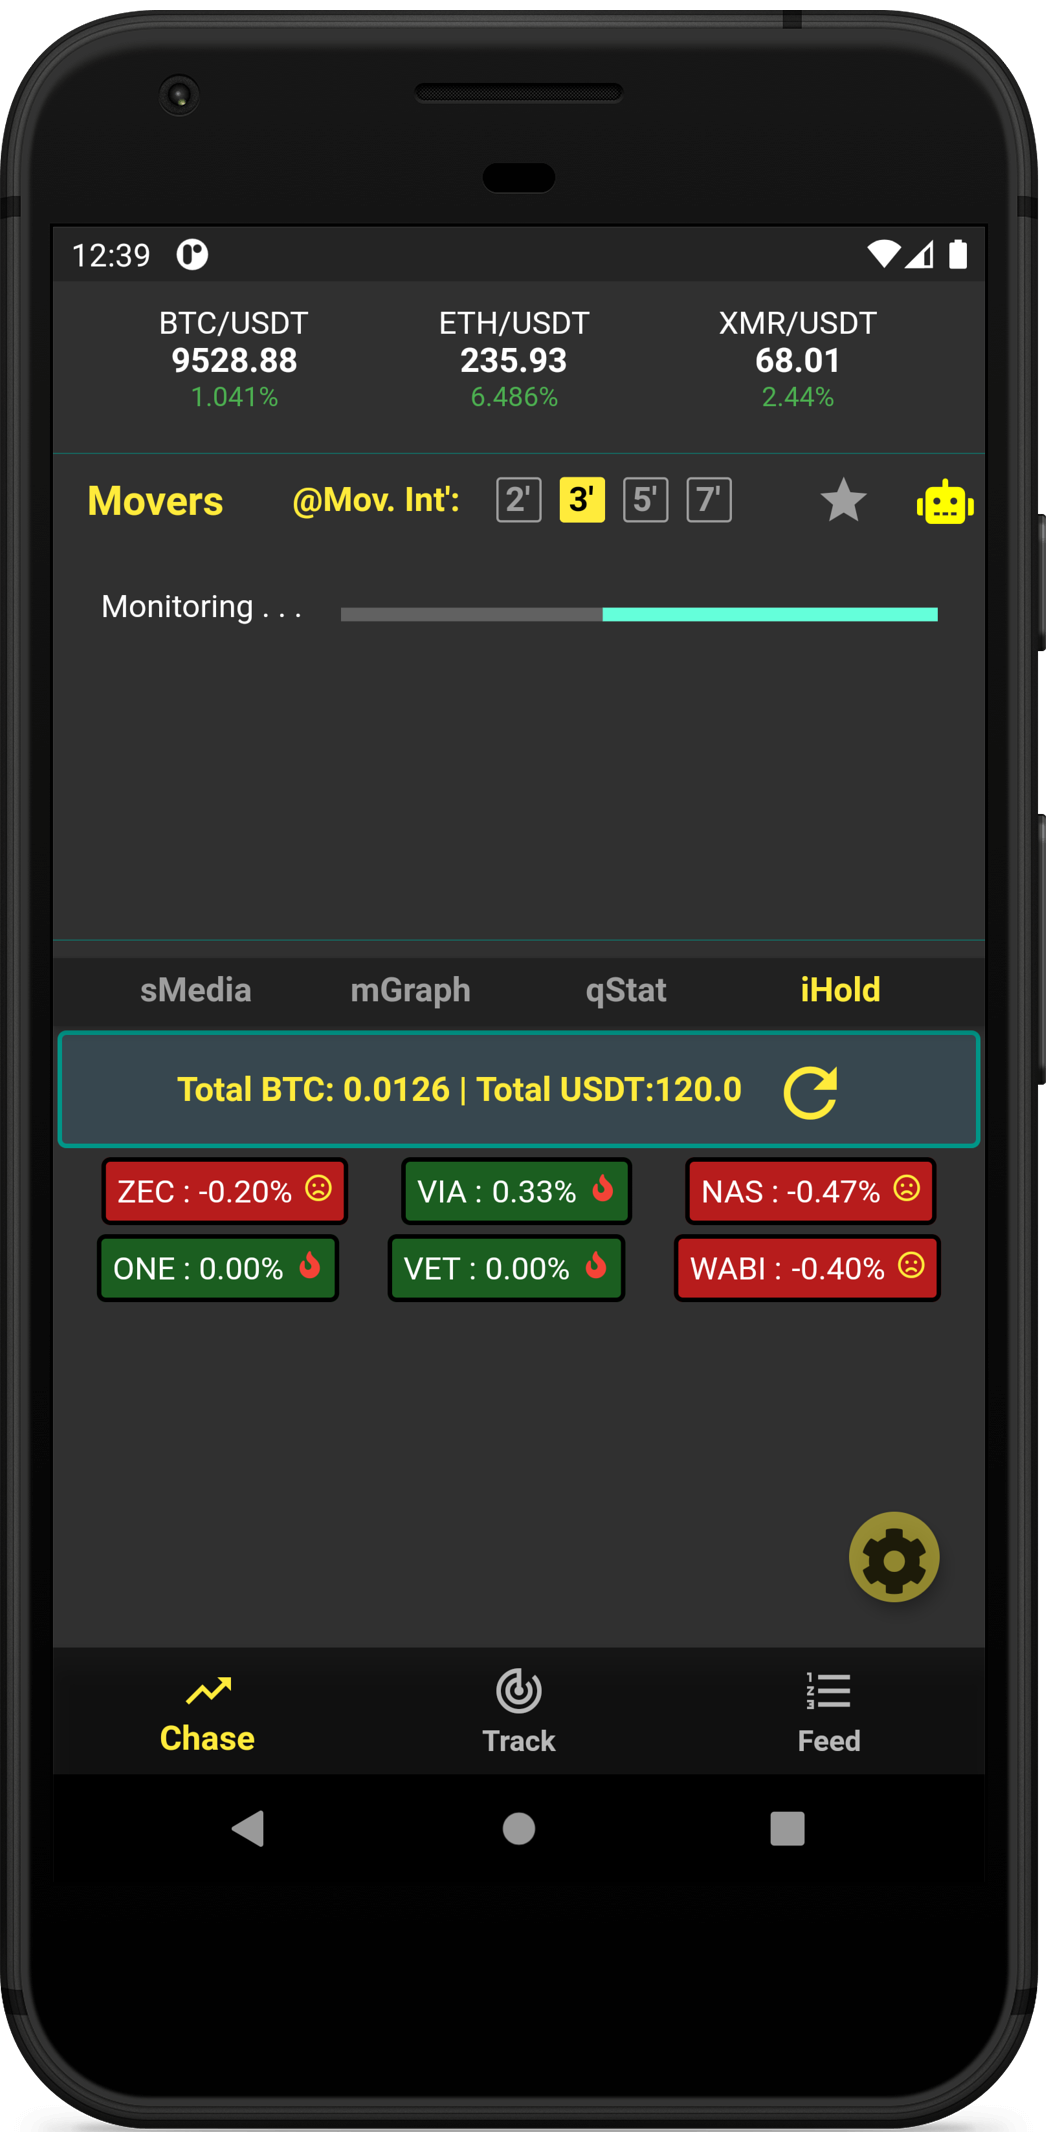 12:39
BTC/USDT ETH/USDT XMR/USDT
9528.88 235.93 68.01
1.041% 6.486% 2.44%
Movers @Mov. Int': 2' 3' 5' 7'
Monitoring . . .
sMedia mGraph qStat iHold
Total BTC: 0.0126 | Total USDT:120.0
ZEC : -0.20% VIA : 0.33% NAS : -0.47%
ONE : 0.00% VET : 0.00% WABI : -0.40%
Chase Track Feed